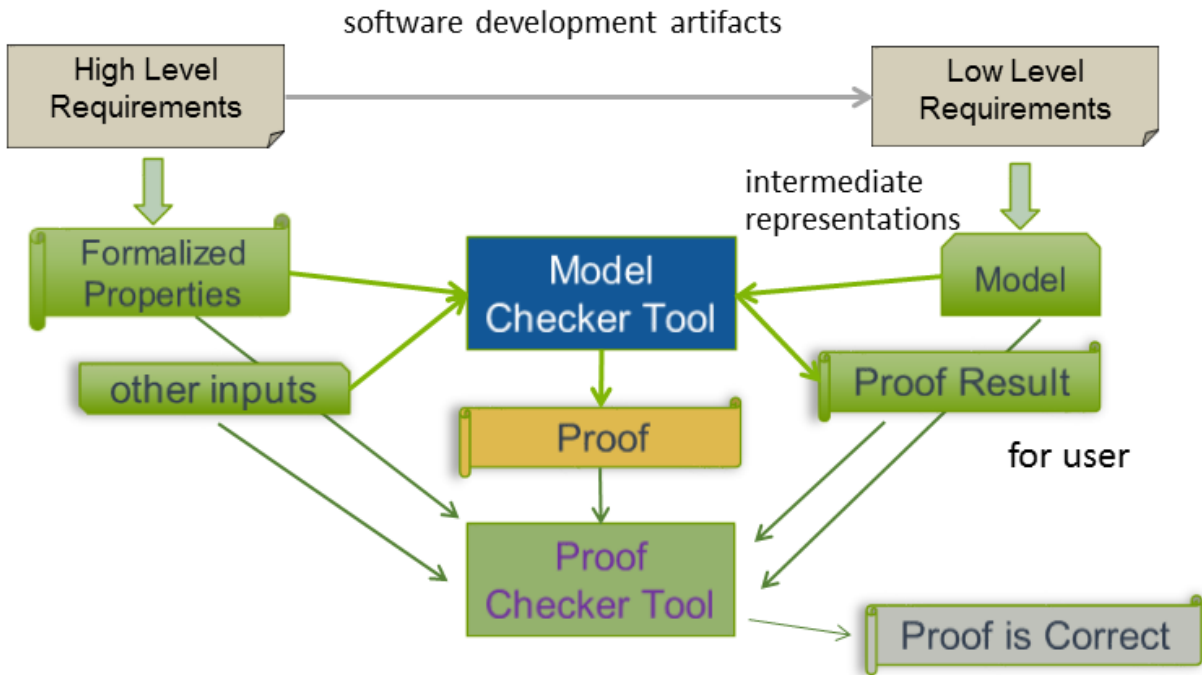 software development artifacts
High Level
Requirements
Low Level
Requirements
intermediate
representations
Formalized
Properties
Model
Checker Tool
Model
other inputs
Proof Result
Proof
for user
Proof
Checker Tool
Proof is Correct